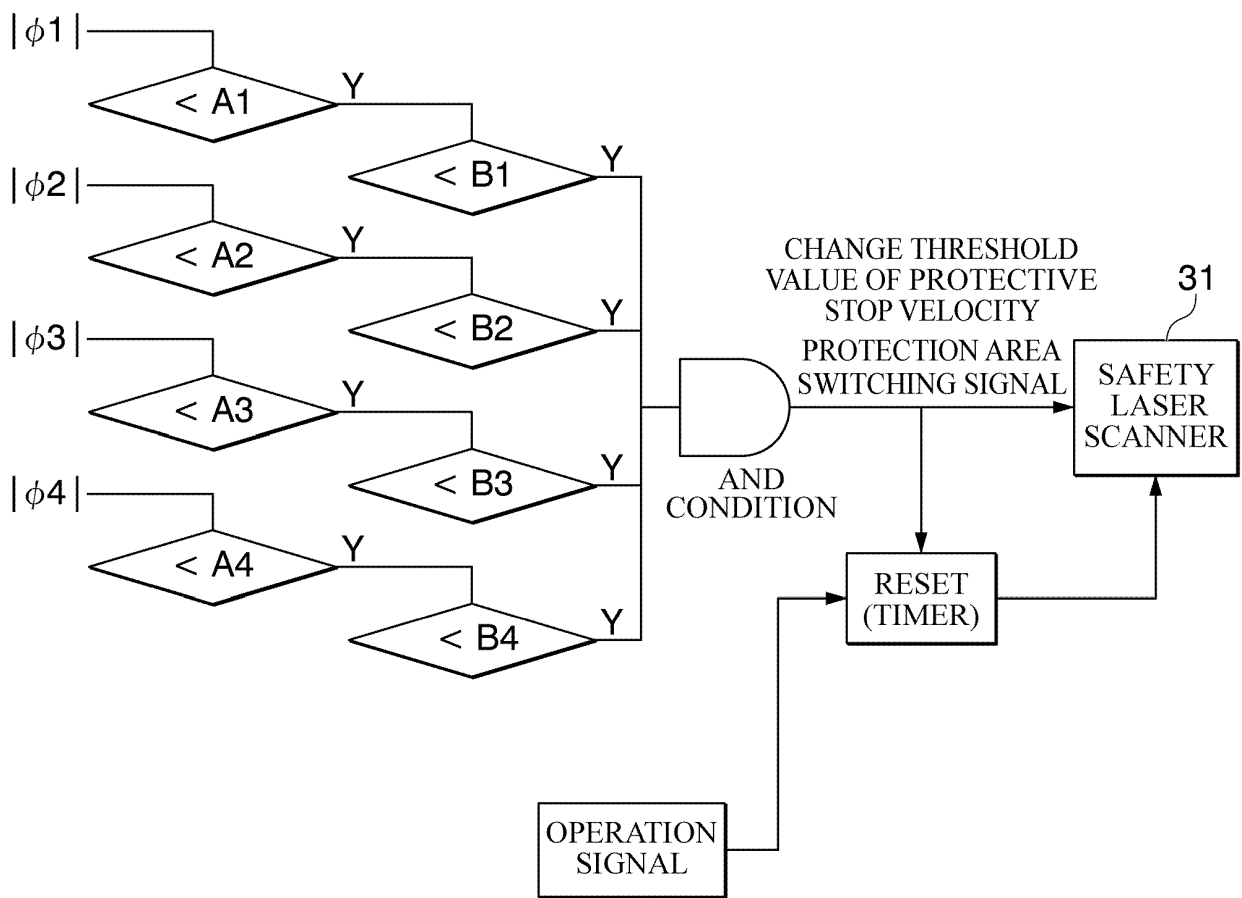 |ϕ1|
< A1
Y
< B1
Y
|ϕ2|
< A2
Y
< B2
Y
|ϕ3|
< A3
Y
< B3
Y
|ϕ4|
< A4
Y
< B4
Y
AND
CONDITION
CHANGE THRESHOLD
VALUE OF PROTECTIVE
STOP VELOCITY
PROTECTION AREA
SWITCHING SIGNAL
31
SAFETY
LASER
SCANNER
RESET
(TIMER)
OPERATION
SIGNAL